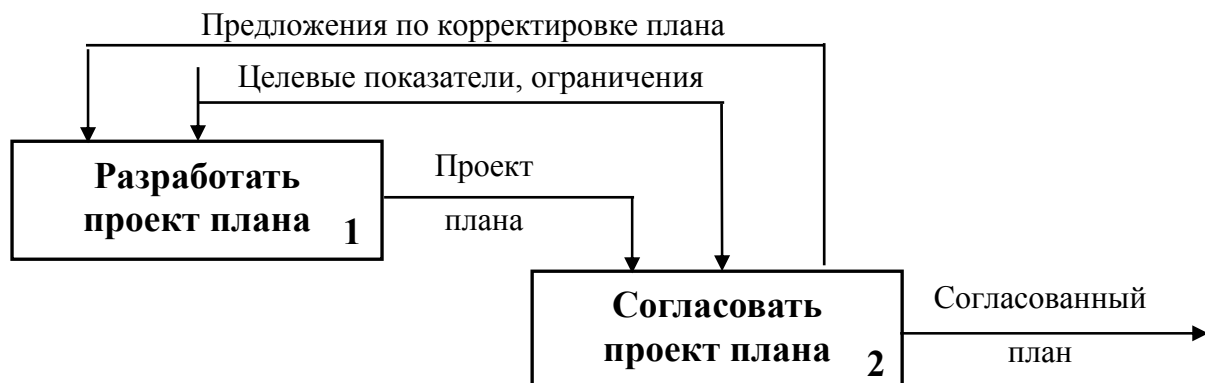 Предложения по корректировке плана
Целевые показатели, ограничения
Разработать
проект плана 1
Проект
плана
Согласовать
проект плана 2
Согласованный
план